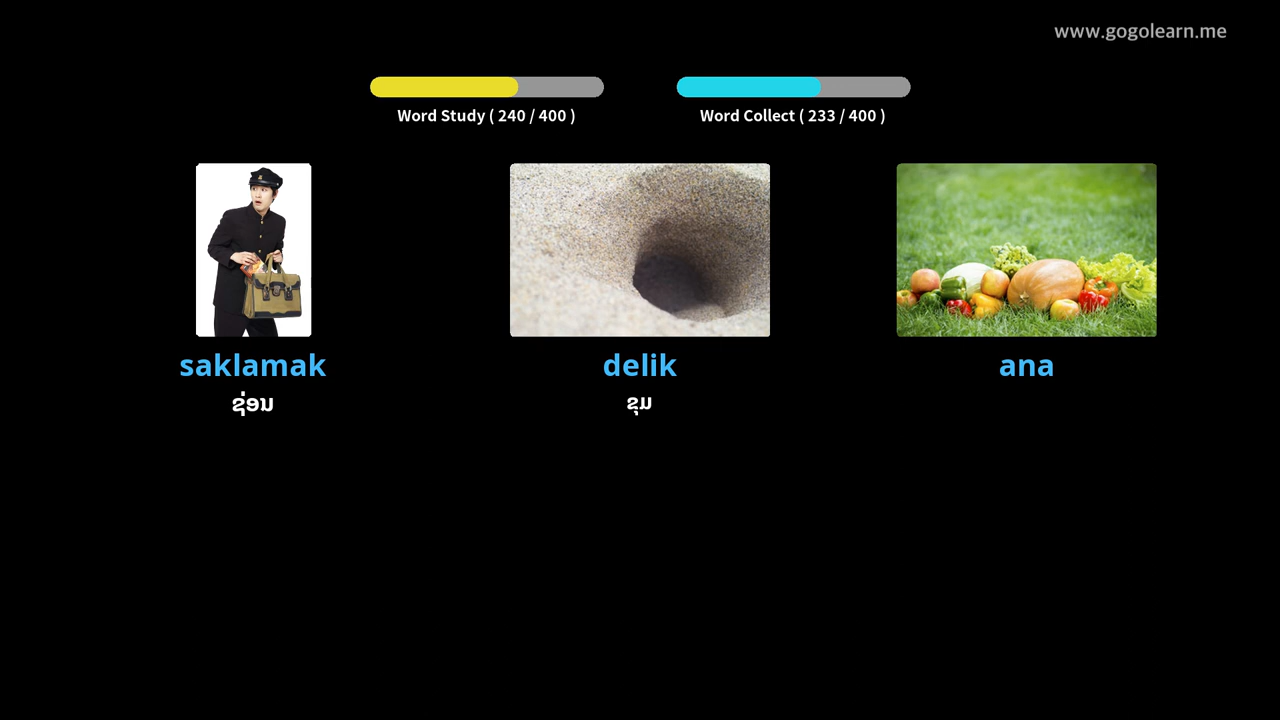 www.gogolearn.me
Word Study ( 240 / 400 )
Word Collect ( 233 / 400 )
saklamak
delik
ana
ຊ່ອນ
ຂຸມ